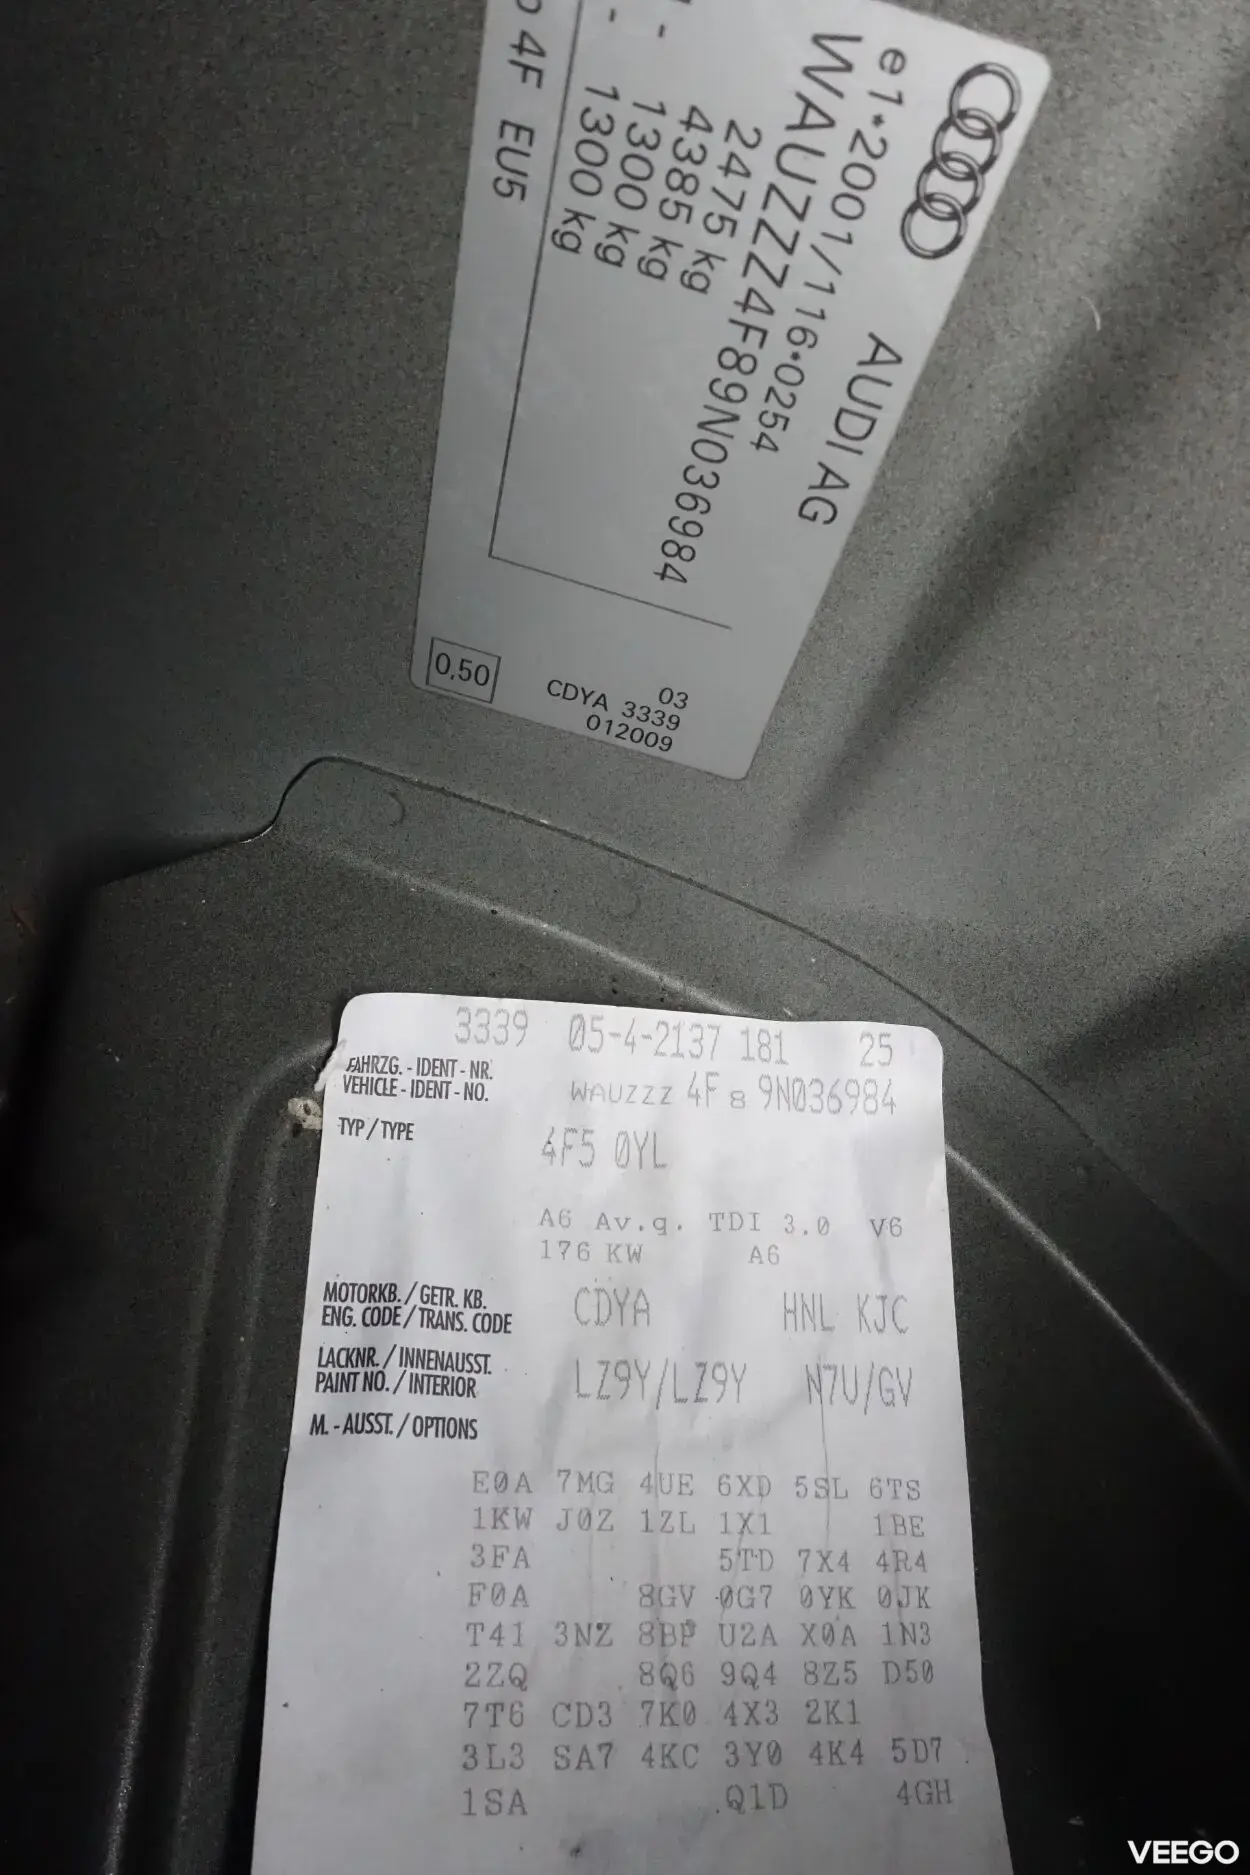 AUDI AG
e1*2001/116*0254
WAUZZZ4F89N036984
2475 kg
4385 kg
- 1300 kg
- 1300 kg
4F EU5
03
CDYA 3339
012009
0,50
3339 05-4-2137 181 25
FAHRZG. - IDENT - NR.
VEHICLE - IDENT - NO.
WAUZZZ 4F 8 9N036984
TYP / TYPE
4F5 0YL
A6 Av.g. TDI 3.0 V6
176 KW A6
MOTORKB. / GETR. KB.
ENG. CODE / TRANS. CODE
CDYA HNL KJC
LACKNR. / INNENAUSST.
PAINT NO. / INTERIOR
LZ9Y/LZ9Y N7U/GV
M. - AUSST. / OPTIONS
E0A 7MG 4UE 6XD 5SL 6TS
1KW J0Z 1ZL 1X1 1BE
3FA 5TD 7X4 4R4
F0A 8GV 0G7 0YK 0JK
T41 3NZ 8BP U2A X0A 1N3
2ZQ 8Q6 9Q4 8Z5 D50
7T6 CD3 7K0 4X3 2K1
3L3 SA7 4KC 3Y0 4K4 5D7
1SA Q1D 4GH
VEEGO